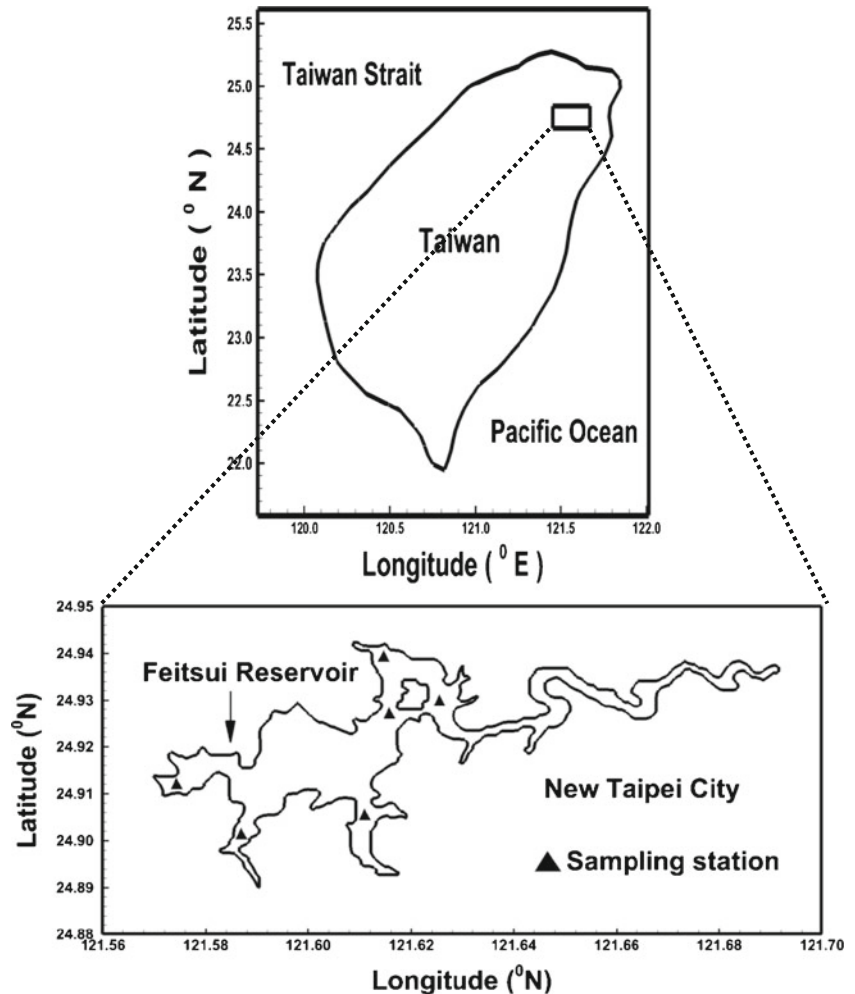 25.5
Taiwan Strait
25.0
24.5
24.0
Taiwan
23.5
23.0
22.5
Pacific Ocean
22.0
Latitude ( ⁰ N )
120.0 120.5 121.0 121.5 122.0
Longitude ( ⁰ E )
24.95
24.94
Feitsui Reservoir
24.93
24.92
24.91
New Taipei City
24.90
▲ Sampling station
24.89
24.88
Latitude (⁰N)
121.56 121.58 121.60 121.62 121.64 121.66 121.68 121.70
Longitude (⁰N)